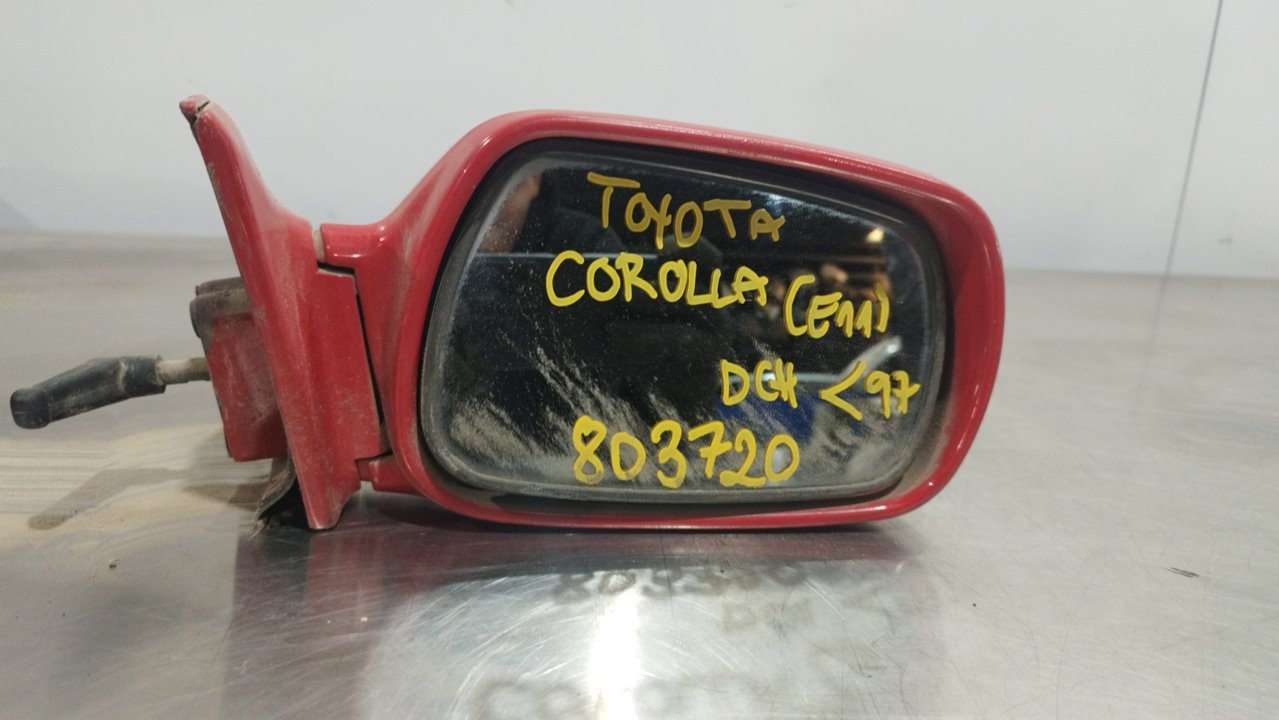 TOYOTA
COROLLA (E11)
DCH <97
803720